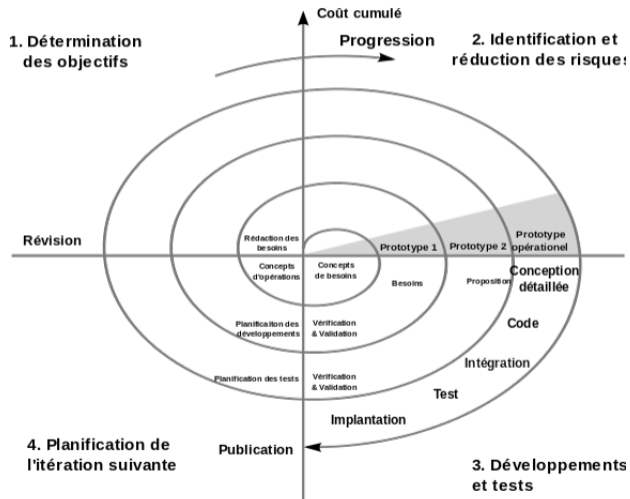 Coût cumulé
Progression
1. Détermination
des objectifs
2. Identification et
réduction des risques
Révision
Rédaction des
besoins
Prototype 1
Prototype 2
Prototype
opérationel
Concepts
d'opérations
Concepts
de besoins
Besoins
Proposition
Conception
détaillée
Code
Planificaiton des
développements
Vérification
& Validation
Intégration
Planification des tests
Vérification
& Validation
Test
Implantation
4. Planification de
l'itération suivante
Publication
3. Développements
et tests